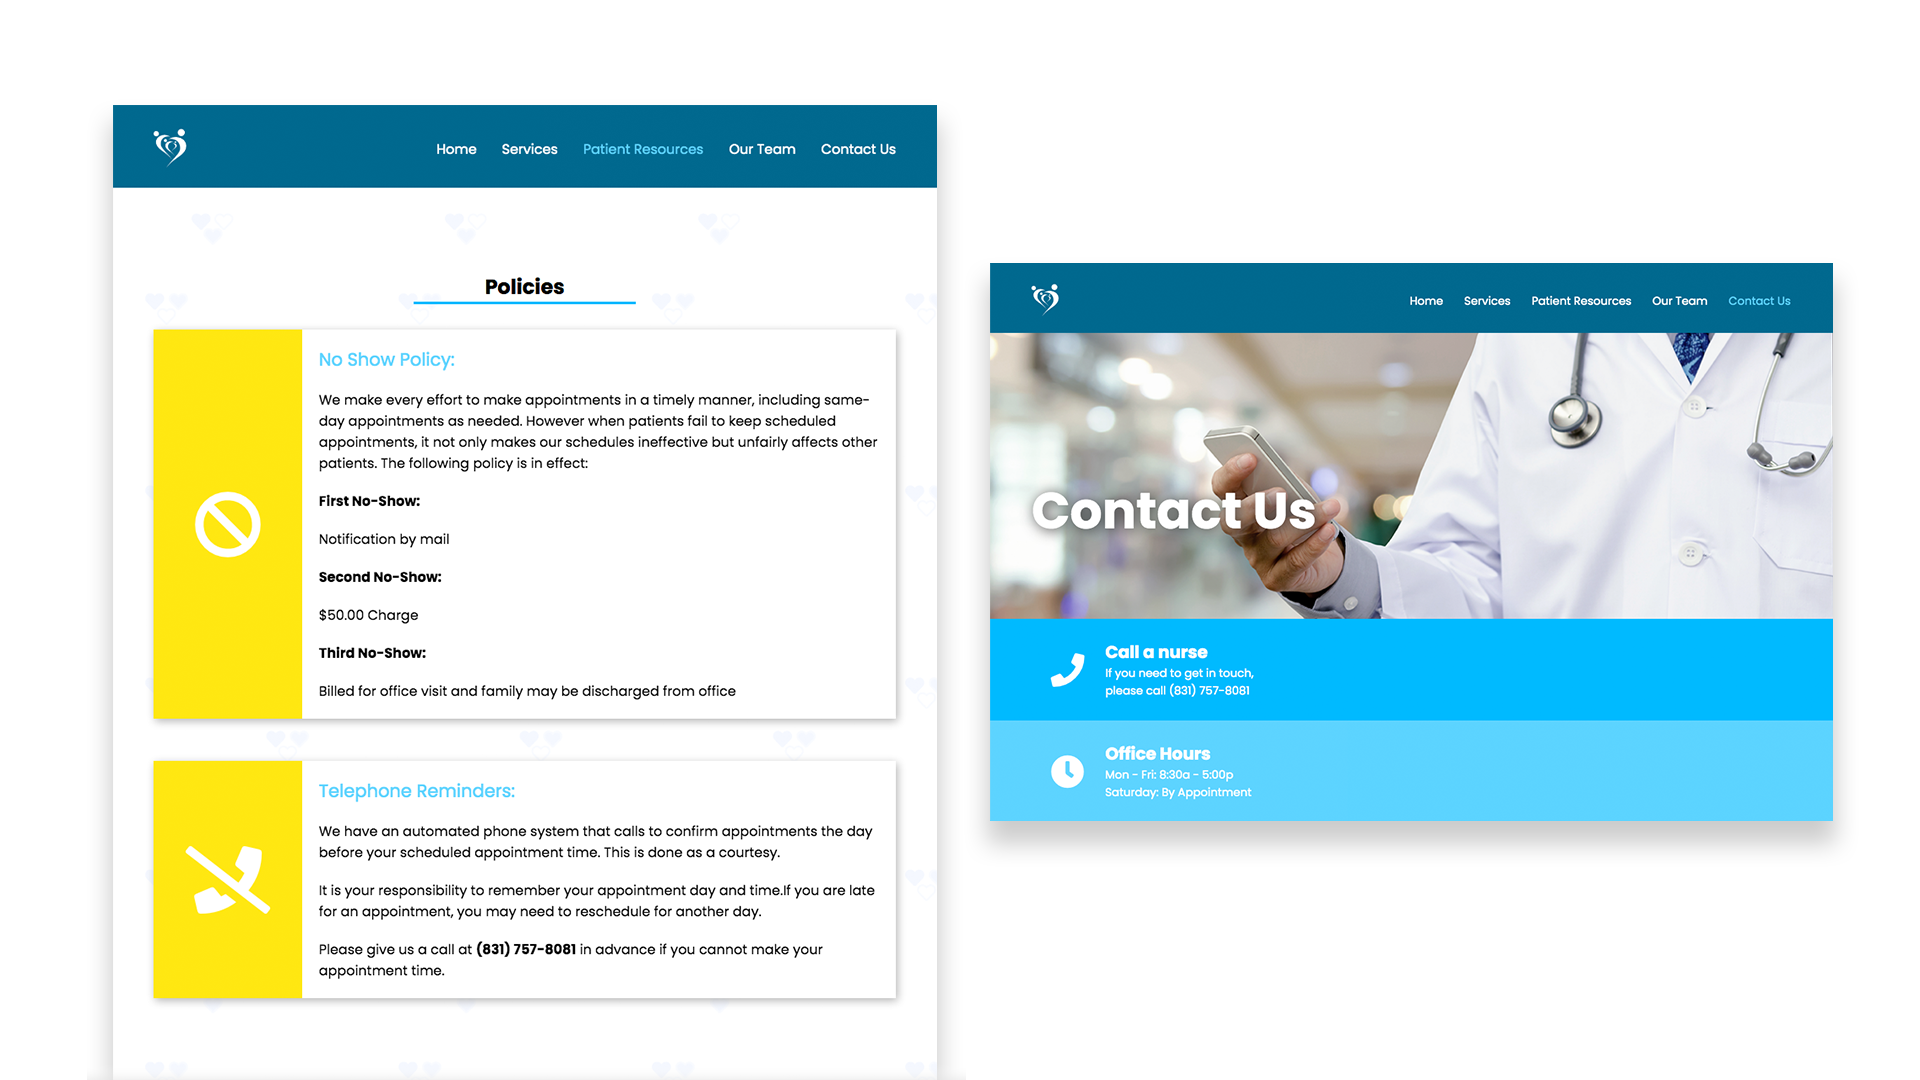 Home Services Patient Resources Our Team Contact Us
Policies
No Show Policy:
We make every effort to make appointments in a timely manner, including same-
day appointments as needed. However when patients fail to keep scheduled
appointments, it not only makes our schedules ineffective but unfairly affects other
patients. The following policy is in effect:
First No-Show:
Notification by mail
Second No-Show:
$50.00 Charge
Third No-Show:
Billed for office visit and family may be discharged from office
Telephone Reminders:
We have an automated phone system that calls to confirm appointments the day
before your scheduled appointment time. This is done as a courtesy.
It is your responsibility to remember your appointment day and time.If you are late
for an appointment, you may need to reschedule for another day.
Please give us a call at (831) 757-8081 in advance if you cannot make your
appointment time.
Home Services Patient Resources Our Team Contact Us
Contact Us
Call a nurse
If you need to get in touch,
please call (831) 757-8081
Office Hours
Mon - Fri: 8:30a - 5:00p
Saturday: By Appointment